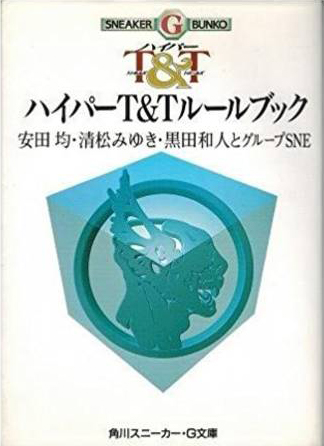 SNEAKER G BUNKO
ハイパー
T&T
ハイパーT&Tルールブック
安田 均・清松みゆき・黒田和人とグループSNE
角川スニーカー・G文庫